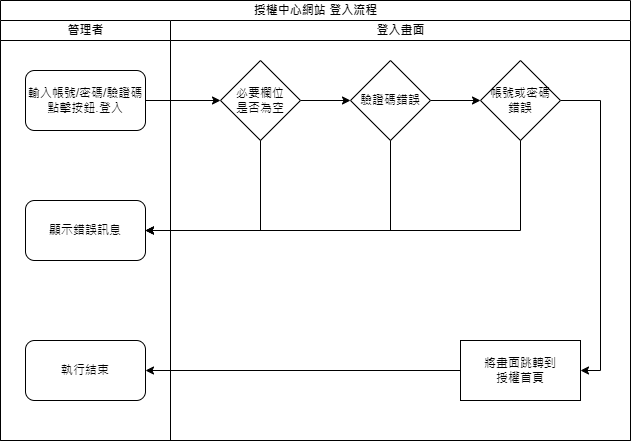 授權中心網站 登入流程
管理者
登入畫面
輸入帳號/密碼/驗證碼
點擊按鈕:登入
必要欄位
是否為空
驗證碼錯誤
帳號或密碼
錯誤
顯示錯誤訊息
執行結束
將畫面跳轉到
授權首頁